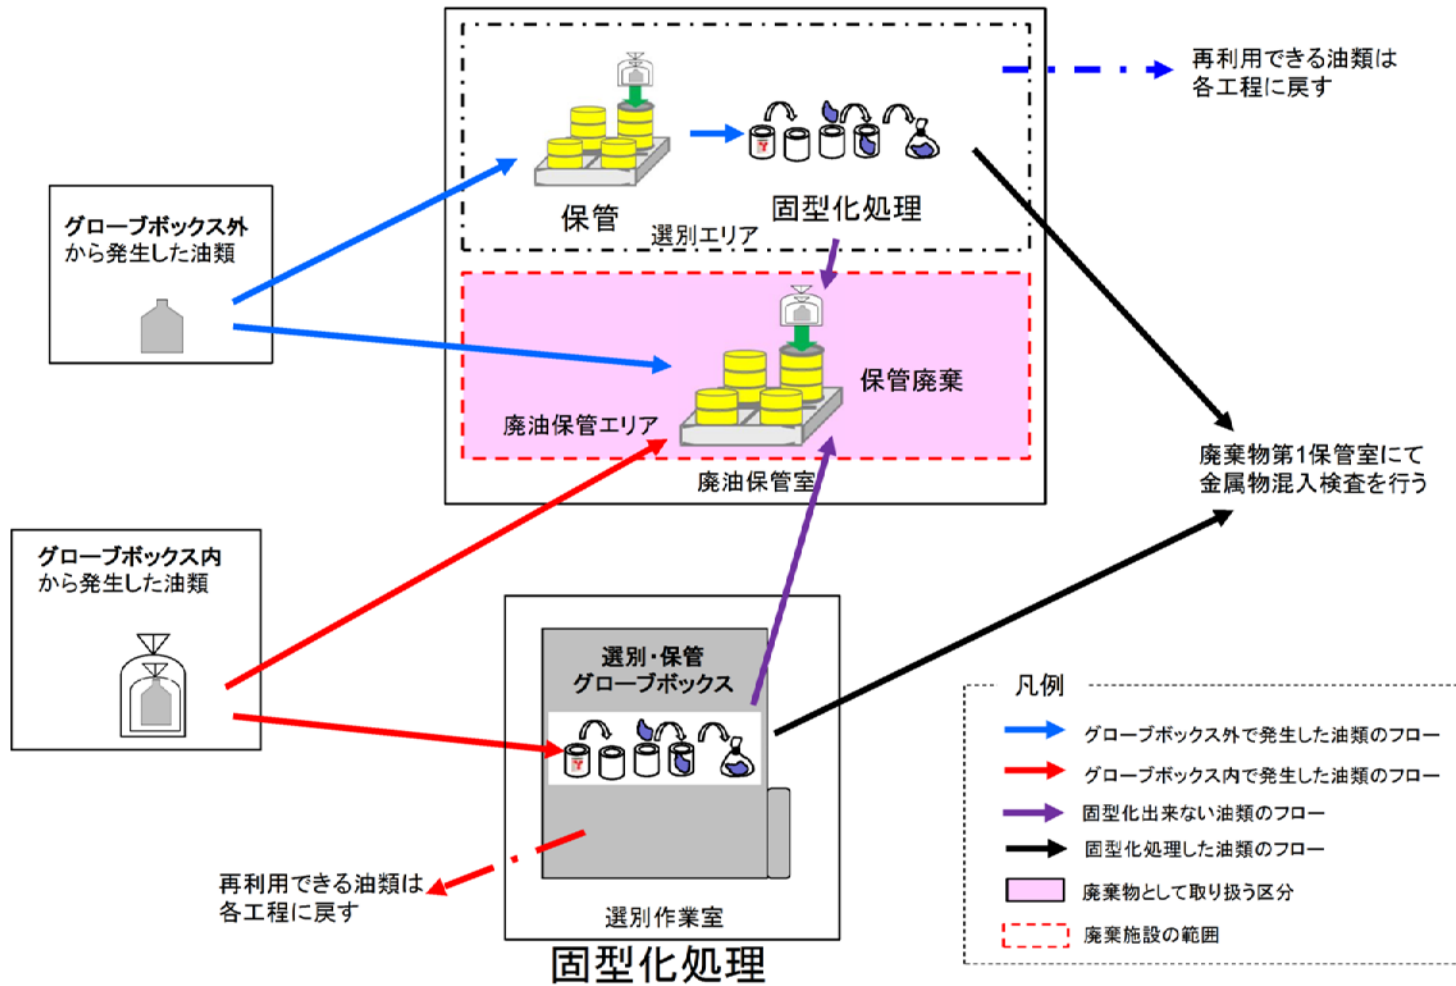 再利用できる油類は
各工程に戻す
保管
固型化処理
選別エリア
グローブボックス外
から発生した油類
保管廃棄
廃油保管エリア
廃油保管室
廃棄物第1保管室にて
金属物混入検査を行う
グローブボックス内
から発生した油類
選別・保管
グローブボックス
再利用できる油類は
各工程に戻す
選別作業室
固型化処理
凡例
グローブボックス外で発生した油類のフロー
グローブボックス内で発生した油類のフロー
固型化出来ない油類のフロー
固型化処理した油類のフロー
廃棄物として取り扱う区分
廃棄施設の範囲